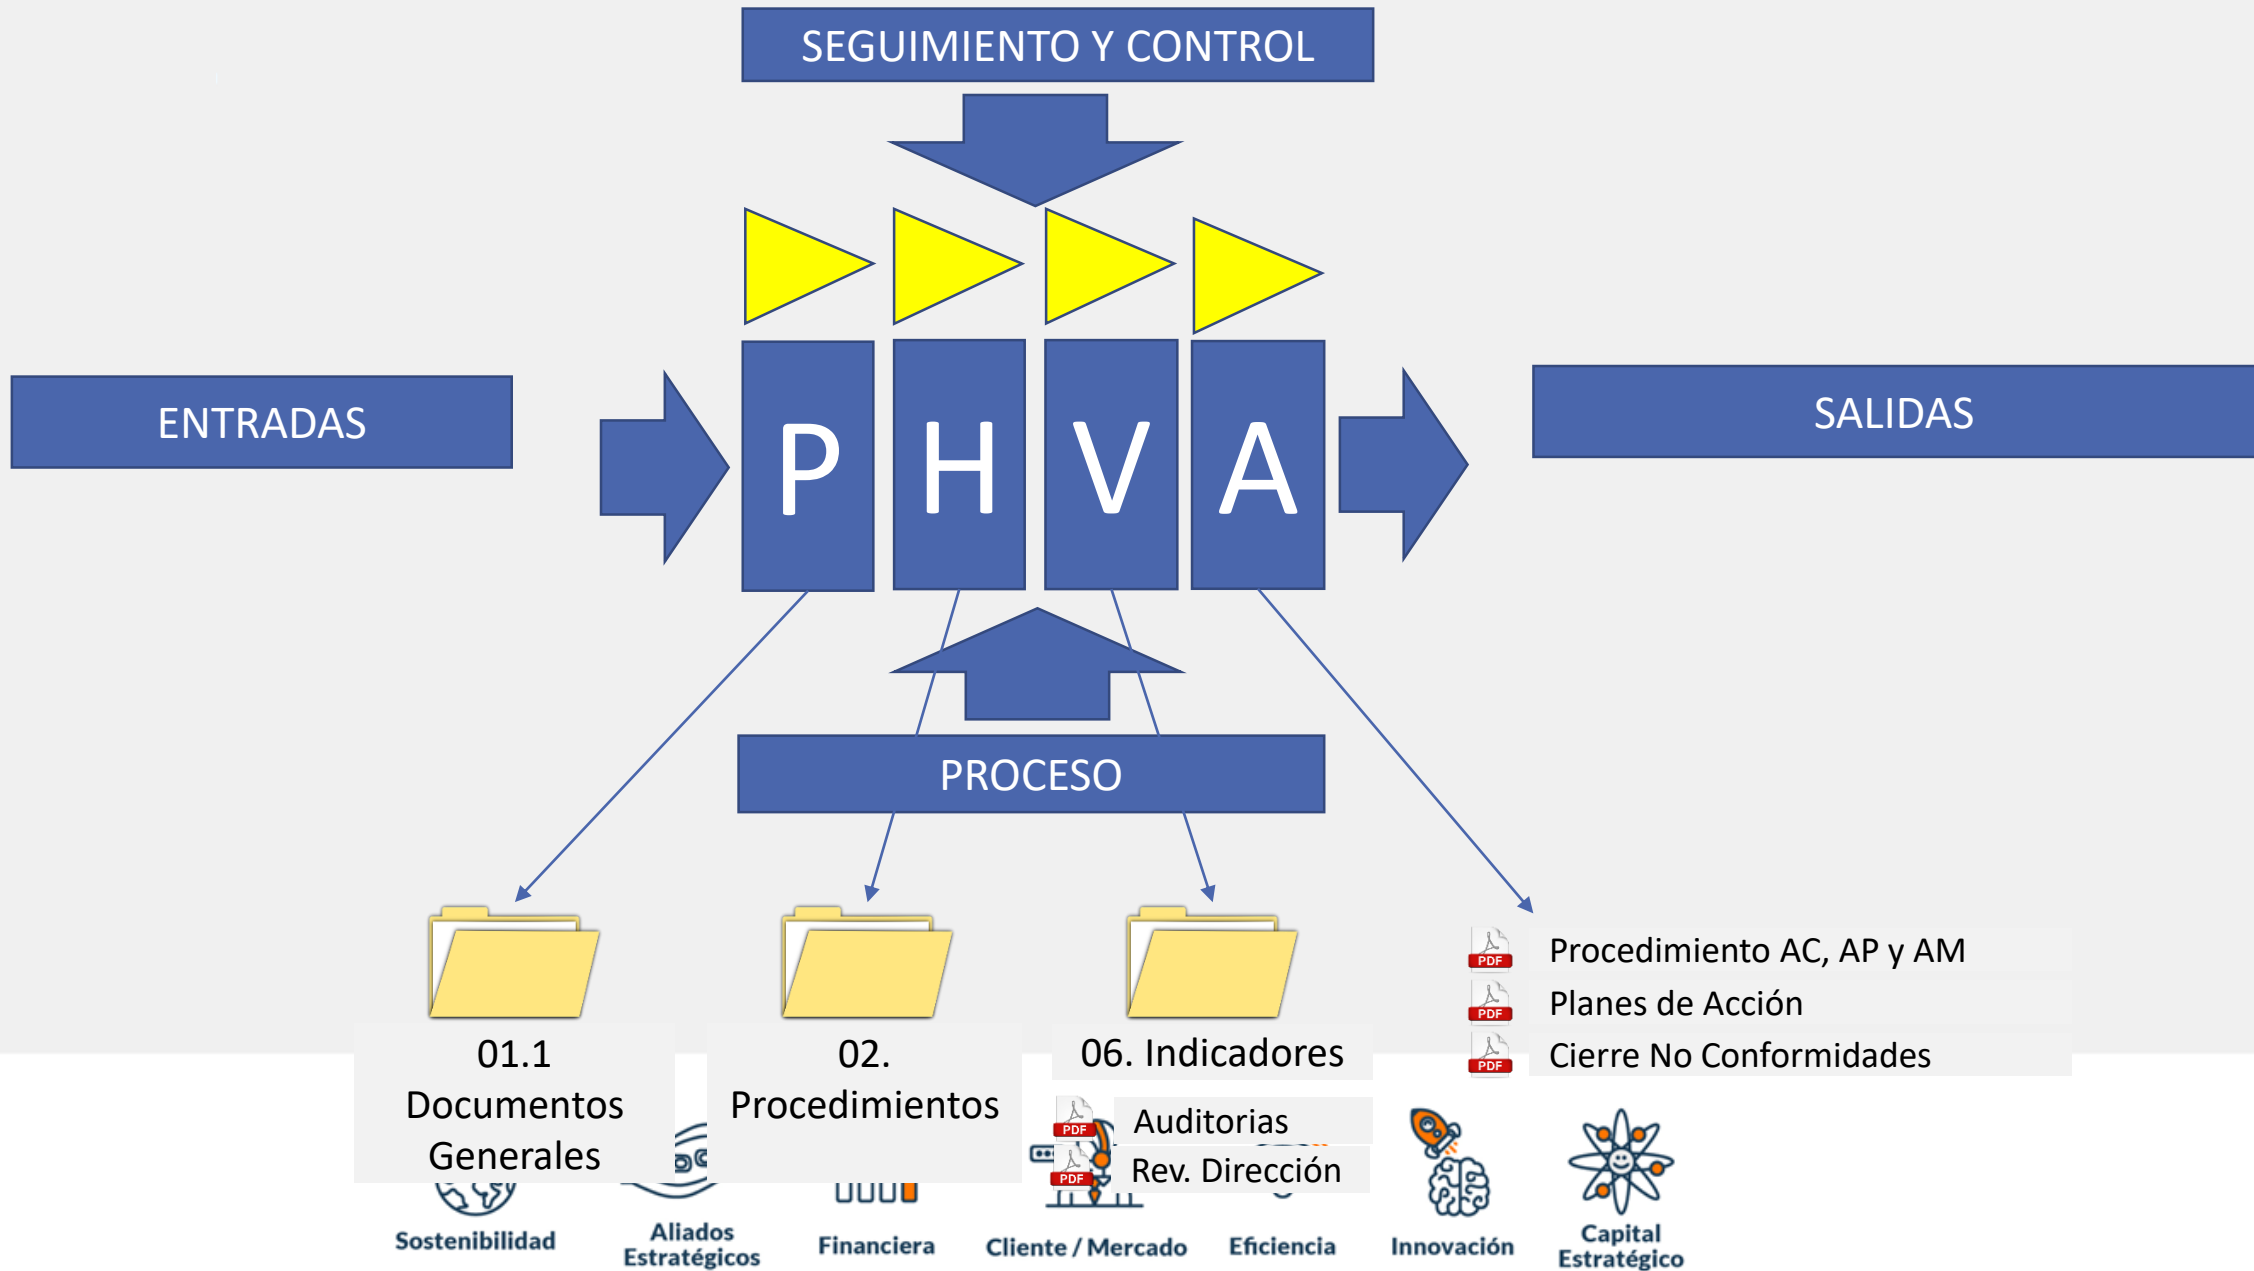 SEGUIMIENTO Y CONTROL
ENTRADAS
P H V A
SALIDAS
PROCESO
01.1
Documentos
Generales
02.
Procedimientos
06. Indicadores
PDF Auditorias
PDF Rev. Dirección
PDF Procedimiento AC, AP y AM
PDF Planes de Acción
PDF Cierre No Conformidades
Sostenibilidad
Aliados
Estratégicos
Financiera
Cliente / Mercado
Eficiencia
Innovación
Capital
Estratégico